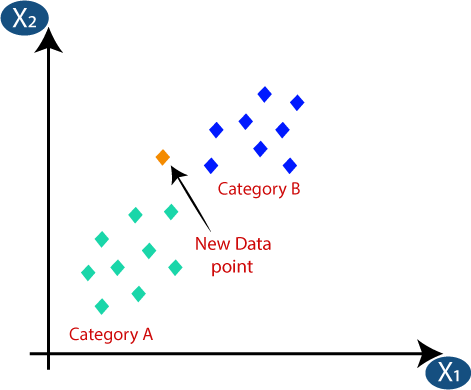 X₂
Category B
New Data
point
Category A
X₁